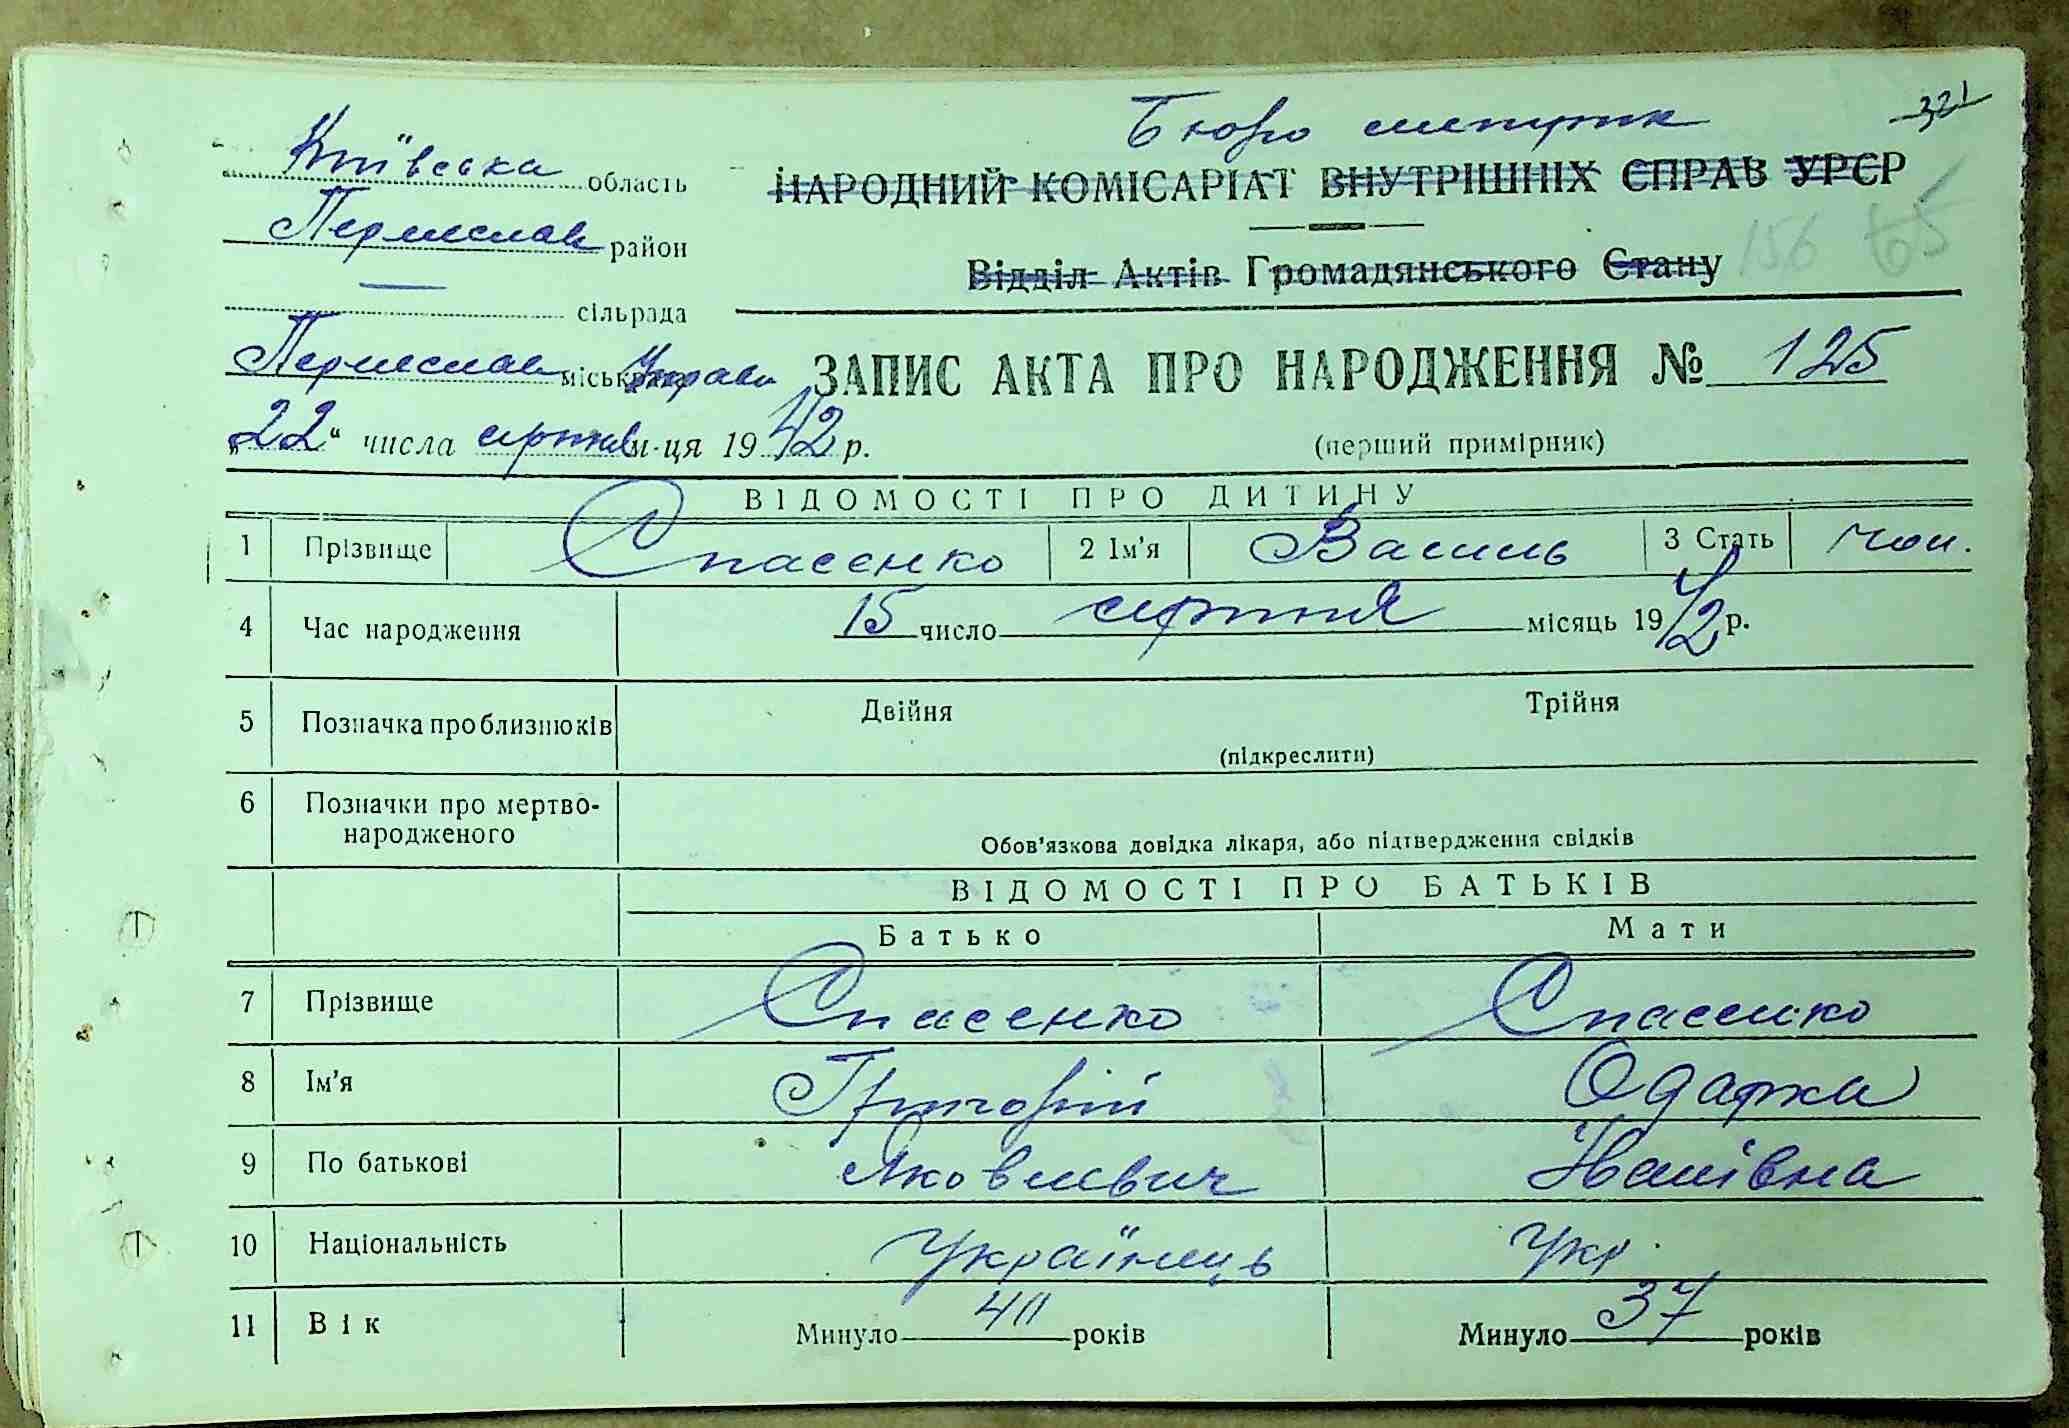 Бюро метрик 321
Київська область
НАРОДНИЙ КОМІСАРІАТ ВНУТРІШНІХ СПРАВ УРСР
Переяслав район
156 65
Відділ Актів Громадянського Стану
сільрада
Переяслав міськрада Управа
ЗАПИС АКТА ПРО НАРОДЖЕННЯ № 125
„22“ числа серпня м-ця 1942 р.
(перший примірник)
ВІДОМОСТІ ПРО ДИТИНУ
1 Прізвище Спасенко 2 Ім’я Василь 3 Стать чол.
4 Час народження 15 число серпня місяць 1942 р.
5 Позначка про близнюків Двійня Трійня
(підкреслити)
6 Позначки про мертво-
народженого
Обов’язкова довідка лікаря, або підтвердження свідків
ВІДОМОСТІ ПРО БАТЬКІВ
Батько Мати
7 Прізвище Спасенко Спасенко
8 Ім’я Григорій Одарка
9 По батькові Яковлевич Іванівна
10 Національність Українець Укр.
11 Вік Минуло років Минуло 37 років